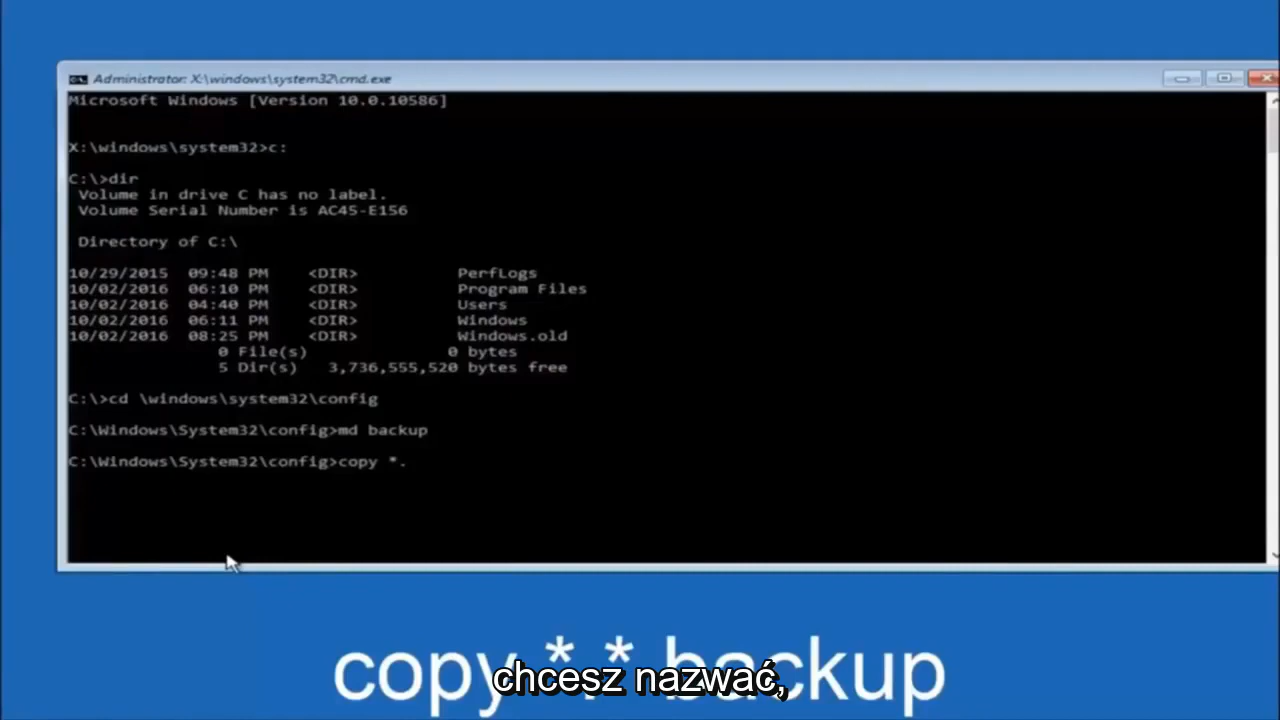 Administrator: X:\windows\system32\cmd.exe
Microsoft Windows [Version 10.0.10586]
X:\windows\system32>c:
C:\>dir
Volume in drive C has no label.
Volume Serial Number is AC45-E156
Directory of C:\
10/29/2015 09:48 PM <DIR> PerfLogs
10/02/2016 06:10 PM <DIR> Program Files
10/02/2016 04:40 PM <DIR> Users
10/02/2016 06:11 PM <DIR> Windows
10/02/2016 08:25 PM <DIR> Windows.old
0 File(s) 0 bytes
5 Dir(s) 3,736,555,520 bytes free
C:\>cd \windows\system32\config
C:\Windows\System32\config>md backup
C:\Windows\System32\config>copy *.
copy *.* backup
chcesz nazwać,